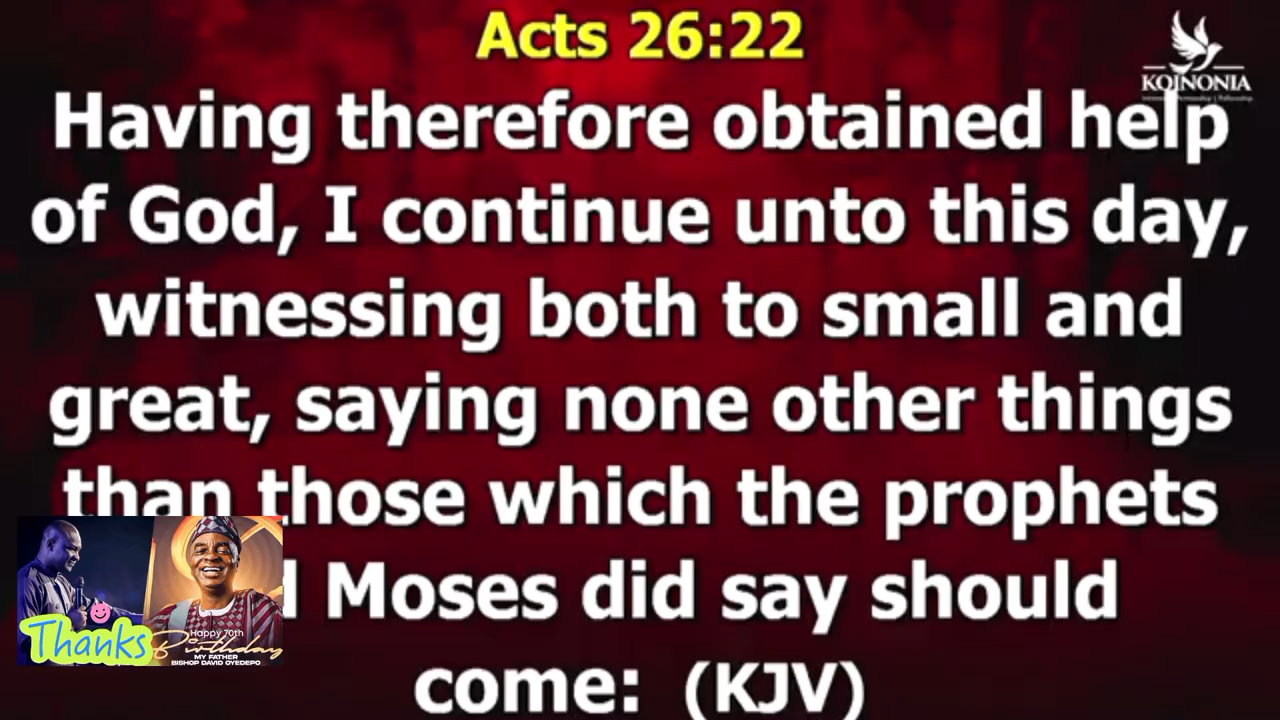 Acts 26:22
KOINONIA
Having therefore obtained help
of God, I continue unto this day,
witnessing both to small and
great, saying none other things
than those which the prophets
Moses did say should
come: (KJV)
Thanks
Happy 70th
Birthday
MY FATHER
BISHOP DAVID OYEDEPO